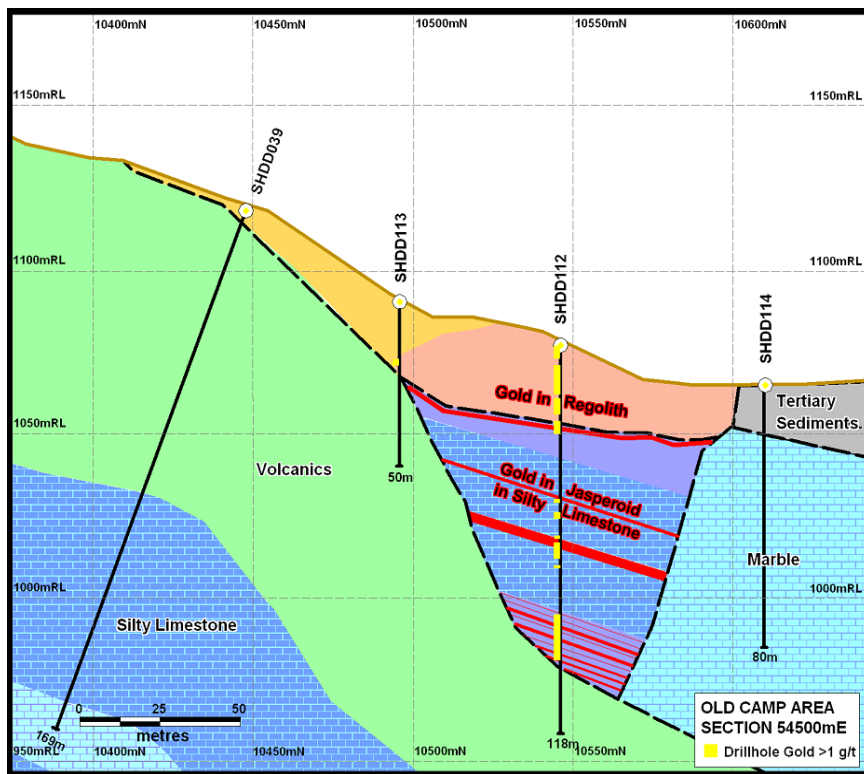 10400mN 10450mN 10500mN 10550mN 10600mN
1150mRL 1150mRL
SHDD039
SHDD113
SHDD112
SHDD114
1100mRL 1100mRL
Gold in Regolith
Tertiary
Sediments.
1050mRL 1050mRL
Volcanics
50m
Gold in Jasperoid
in Silty Limestone
Marble
1000mRL 1000mRL
Silty Limestone
80m
0 25 50
metres
169m
118m
950mRL 10400mN 10450mN 10500mN 10550mN
OLD CAMP AREA
SECTION 54500mE
Drillhole Gold >1 g/t